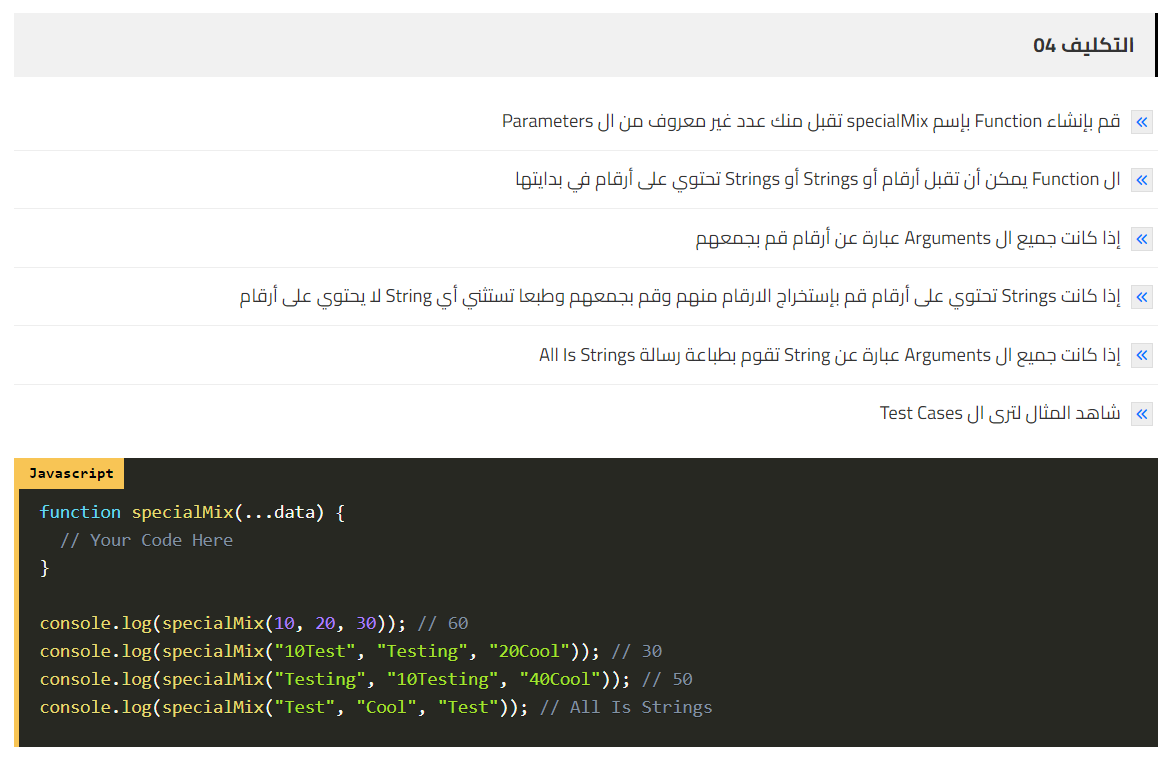 التكليف 04
» قم بإنشاء Function بإسم specialMix تقبل منك عدد غير معروف من ال Parameters
» ال Function يمكن أن تقبل أرقام أو Strings أو Strings تحتوي على أرقام في بدايتها
» إذا كانت جميع ال Arguments عبارة عن أرقام قم بجمعهم
» إذا كانت Strings تحتوي على أرقام قم بإستخراج الارقام منهم وقم بجمعهم وطبعا تستثني أي String لا يحتوي على أرقام
» إذا كانت جميع ال Arguments عبارة عن String تقوم بطباعة رسالة All Is Strings
» شاهد المثال لترى ال Test Cases
Javascript
function specialMix(...data) {
  // Your Code Here
}
console.log(specialMix(10, 20, 30)); // 60
console.log(specialMix("10Test", "Testing", "20Cool")); // 30
console.log(specialMix("Testing", "10Testing", "40Cool")); // 50
console.log(specialMix("Test", "Cool", "Test")); // All Is Strings